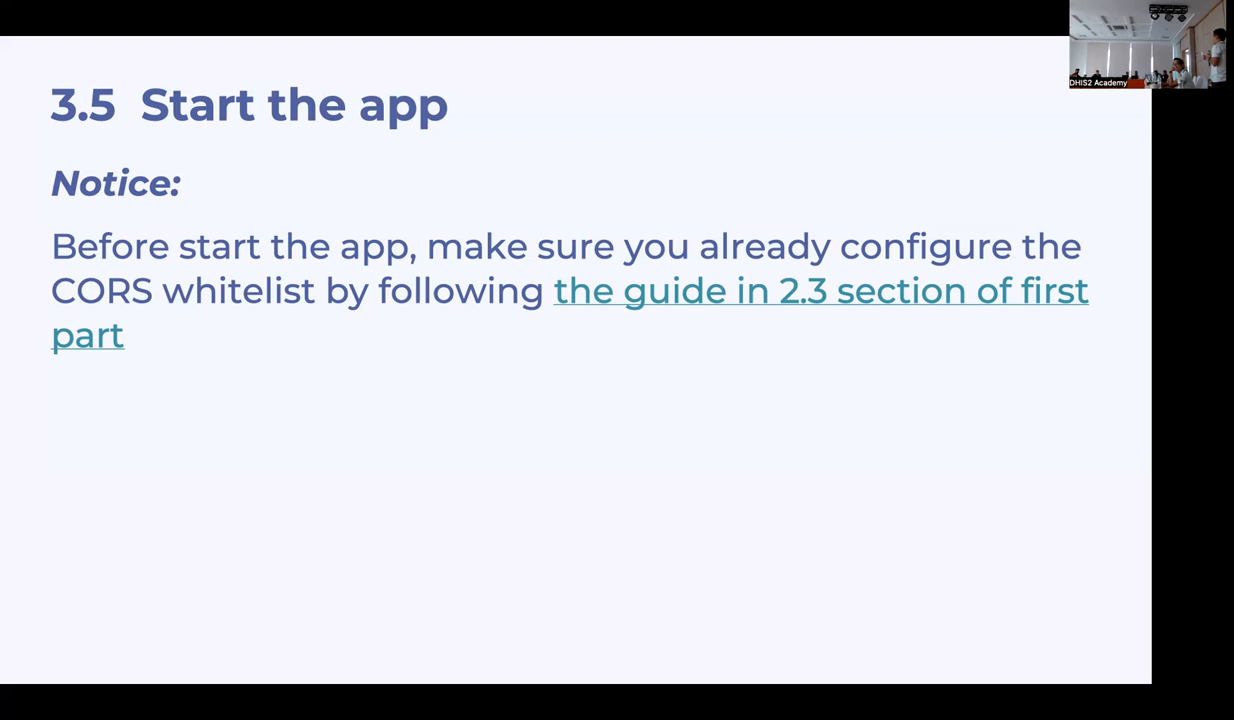 DHIS2 Academy
3.5 Start the app
Notice:
Before start the app, make sure you already configure the
CORS whitelist by following the guide in 2.3 section of first
part